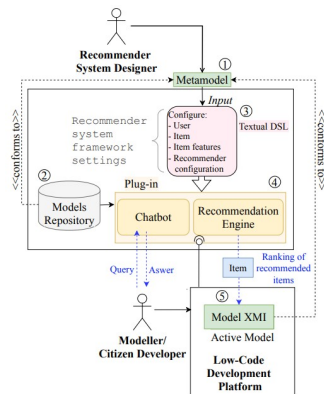 Recommender
System Designer
①
Metamodel
Input
<<conforms to>>
<<conforms to>>
Recommender
system
framework
settings
③
Configure:
- User
- Item
- Item features
- Recommender
configuration
Textual DSL
②
Models
Repository
Plug-in
④
Chatbot
Recommendation
Engine
Query
Aswer
Item
Ranking of
recommended
items
Modeller/
Citizen Developer
⑤
Model XMI
Active Model
Low-Code
Development
Platform